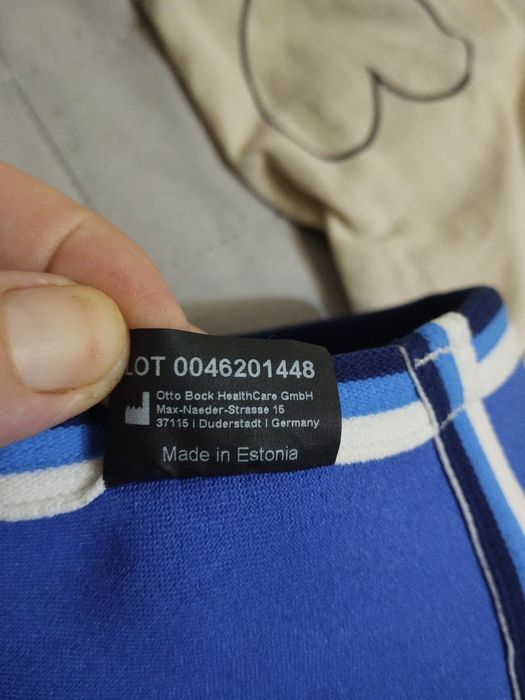 LOT 0046201448
Otto Bock HealthCare GmbH
Max-Naeder-Strasse 15
37115 | Duderstadt | Germany
Made in Estonia